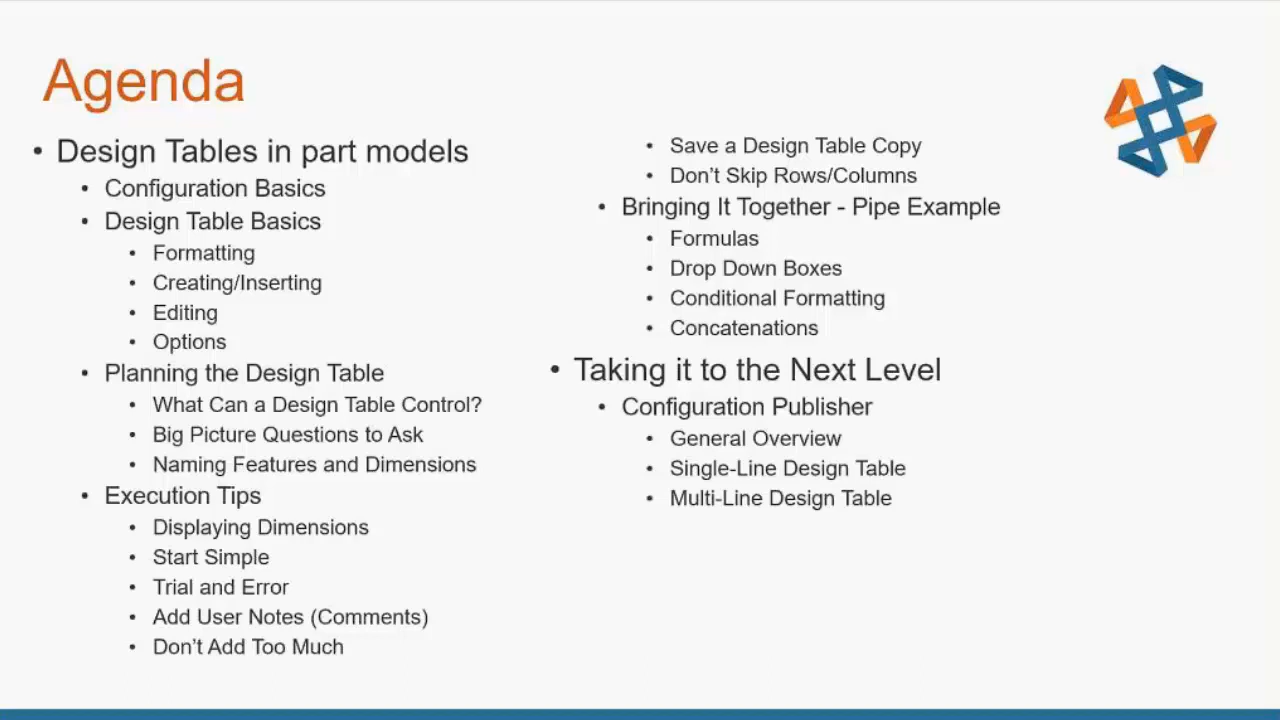 Agenda
• Design Tables in part models
• Configuration Basics
• Design Table Basics
• Formatting
• Creating/Inserting
• Editing
• Options
• Planning the Design Table
• What Can a Design Table Control?
• Big Picture Questions to Ask
• Naming Features and Dimensions
• Execution Tips
• Displaying Dimensions
• Start Simple
• Trial and Error
• Add User Notes (Comments)
• Don’t Add Too Much
• Save a Design Table Copy
• Don’t Skip Rows/Columns
• Bringing It Together - Pipe Example
• Formulas
• Drop Down Boxes
• Conditional Formatting
• Concatenations
• Taking it to the Next Level
• Configuration Publisher
• General Overview
• Single-Line Design Table
• Multi-Line Design Table